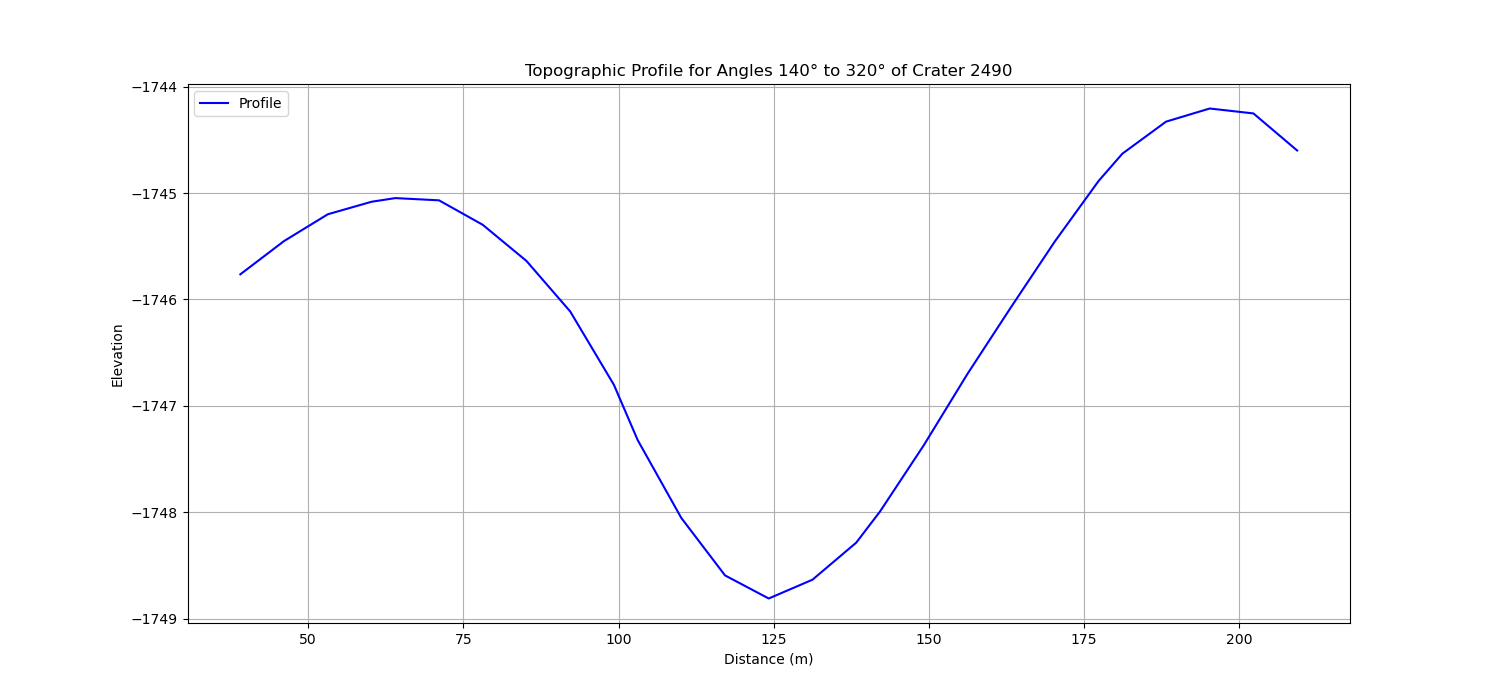 Topographic Profile for Angles 140° to 320° of Crater 2490
Profile
−1744
−1745
−1746
−1747
−1748
−1749
Elevation
50 75 100 125 150 175 200
Distance (m)